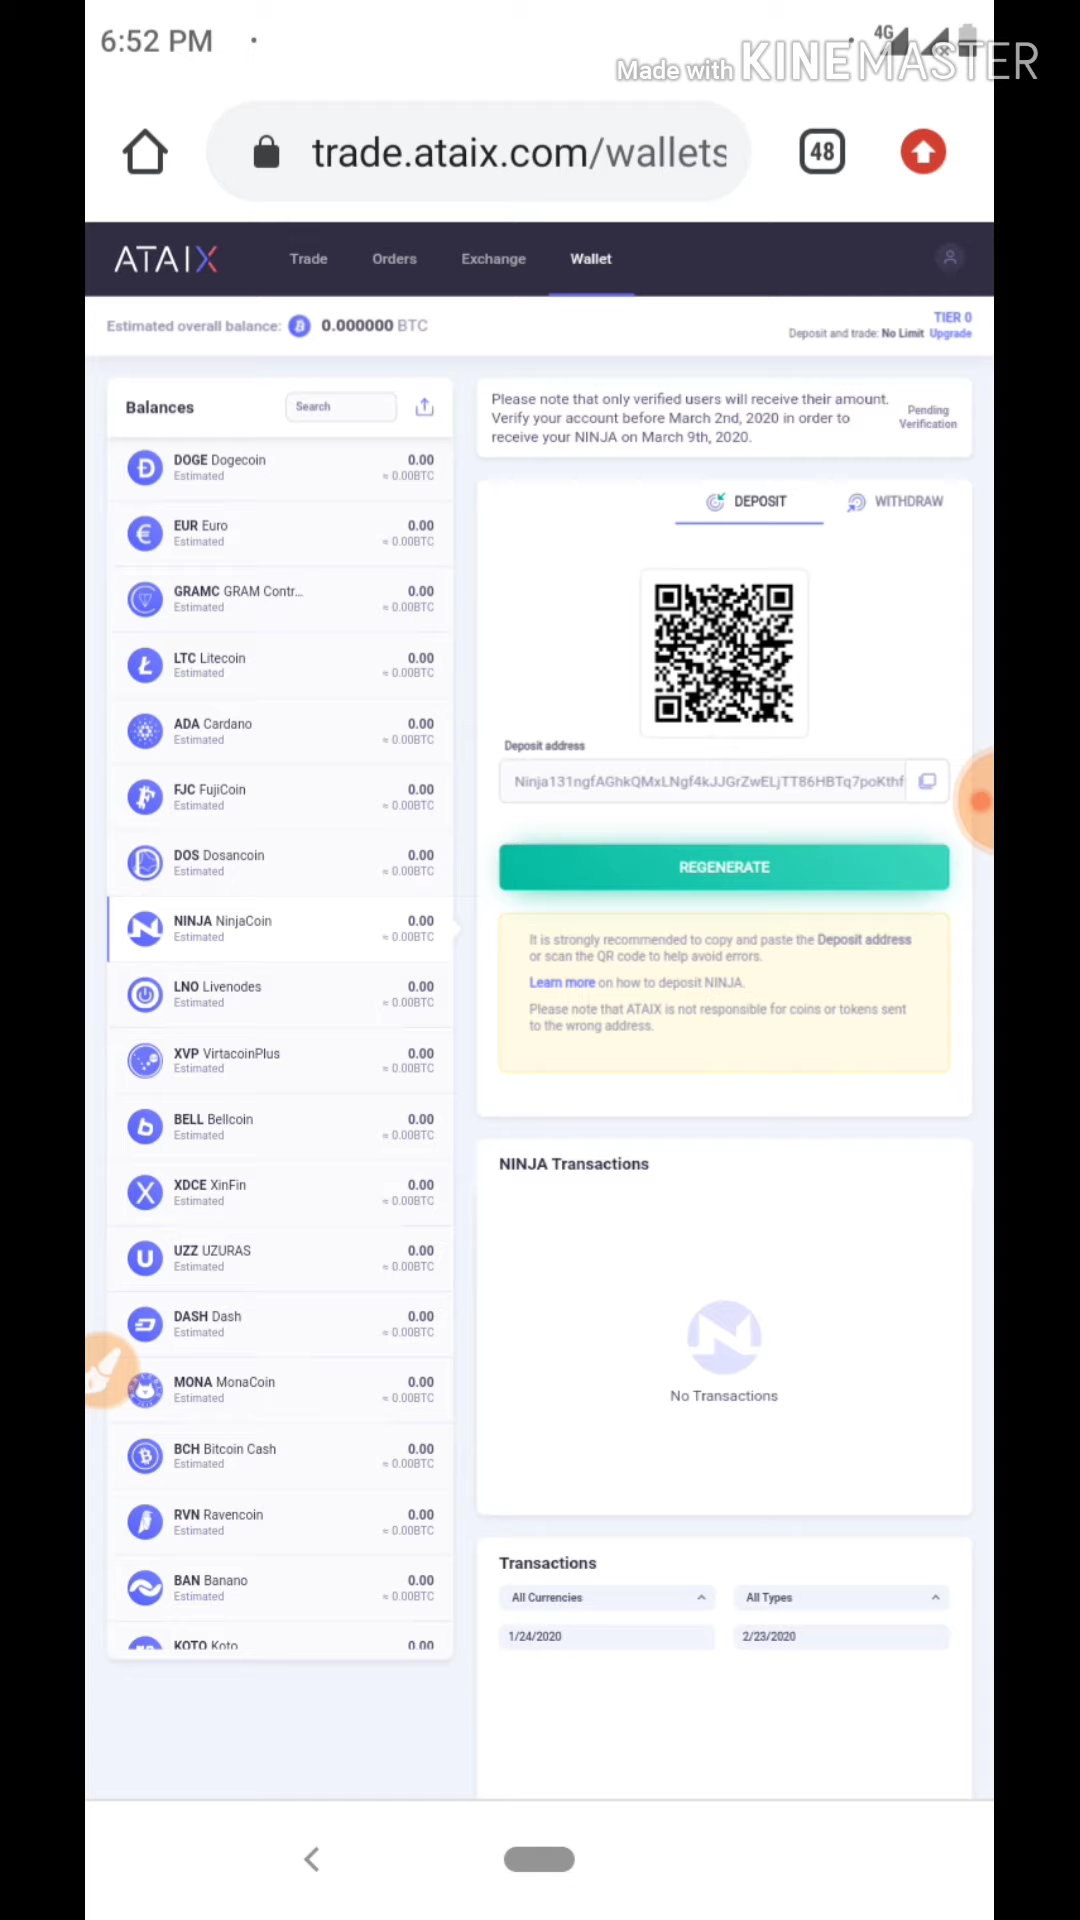 6:52 PM
4G
Made with KINEMASTER
trade.ataix.com/wallets
48
ATAIX
Trade
Orders
Exchange
Wallet
Estimated overall balance: 0.000000 BTC
TIER 0
Deposit and trade: No Limit Upgrade
Balances
Search
DOGE Dogecoin 0.00
Estimated ≈ 0.00BTC
EUR Euro 0.00
Estimated ≈ 0.00BTC
GRAMC GRAM Contr... 0.00
Estimated ≈ 0.00BTC
LTC Litecoin 0.00
Estimated ≈ 0.00BTC
ADA Cardano 0.00
Estimated ≈ 0.00BTC
FJC FujiCoin 0.00
Estimated ≈ 0.00BTC
DOS Dosancoin 0.00
Estimated ≈ 0.00BTC
NINJA NinjaCoin 0.00
Estimated ≈ 0.00BTC
LNO Livenodes 0.00
Estimated ≈ 0.00BTC
XVP VirtacoinPlus 0.00
Estimated ≈ 0.00BTC
BELL Bellcoin 0.00
Estimated ≈ 0.00BTC
XDCE XinFin 0.00
Estimated ≈ 0.00BTC
UZZ UZURAS 0.00
Estimated ≈ 0.00BTC
DASH Dash 0.00
Estimated ≈ 0.00BTC
MONA MonaCoin 0.00
Estimated ≈ 0.00BTC
BCH Bitcoin Cash 0.00
Estimated ≈ 0.00BTC
RVN Ravencoin 0.00
Estimated ≈ 0.00BTC
BAN Banano 0.00
Estimated ≈ 0.00BTC
KOTO Koto 0.00
Please note that only verified users will receive their amount.
Verify your account before March 2nd, 2020 in order to
receive your NINJA on March 9th, 2020.
Pending
Verification
DEPOSIT
WITHDRAW
Deposit address
Ninja131ngfAGhkQMxLNgf4kJJGrZwELjTT86HBTq7poKthf
REGENERATE
It is strongly recommended to copy and paste the Deposit address
or scan the QR code to help avoid errors.
Learn more on how to deposit NINJA.
Please note that ATAIX is not responsible for coins or tokens sent
to the wrong address.
NINJA Transactions
No Transactions
Transactions
All Currencies
All Types
1/24/2020
2/23/2020